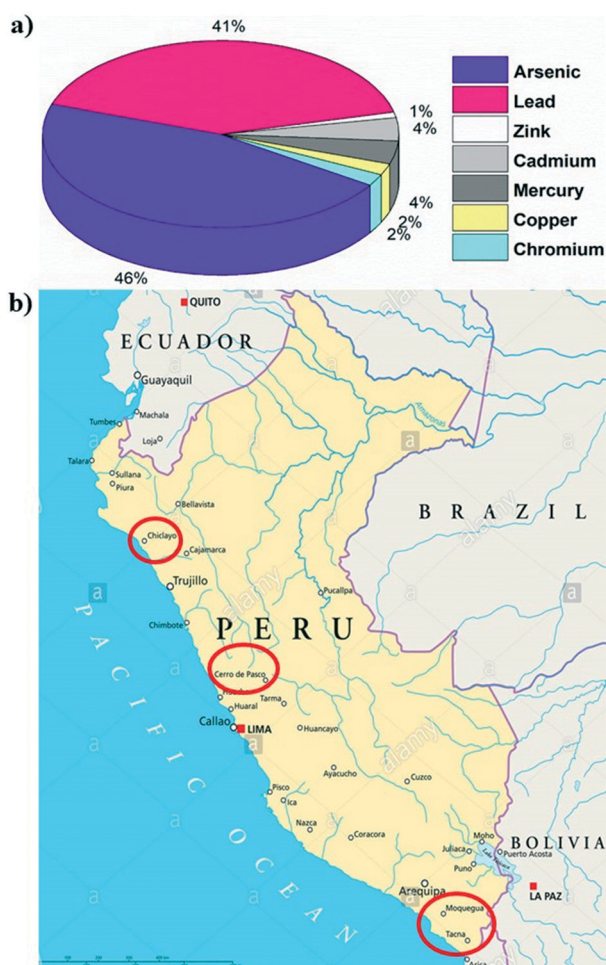 a)
41%
1%
4%
4%
2%
2%
46%
Arsenic
Lead
Zink
Cadmium
Mercury
Copper
Chromium
b)
QUITO
ECUADOR
Guayaquil
Machala
Tumbes
Loja
Amazonas
Talara
Sullana
Piura
Bellavista
BRAZIL
Chiclayo
Cajamarca
Trujillo
Pucallpa
Chimbote
PERU
Cerro de Pasco
Tarma
Huaral
Callao
LIMA
Huancayo
PACIFIC OCEAN
Ayacucho
Cuzco
Pisco
Ica
Nazca
Coracora
Moho
BOLIVIA
Juliaca
Puerto Acosta
Puno
Arequipa
LA PAZ
Moquegua
Tacna
Arica
a
alamy